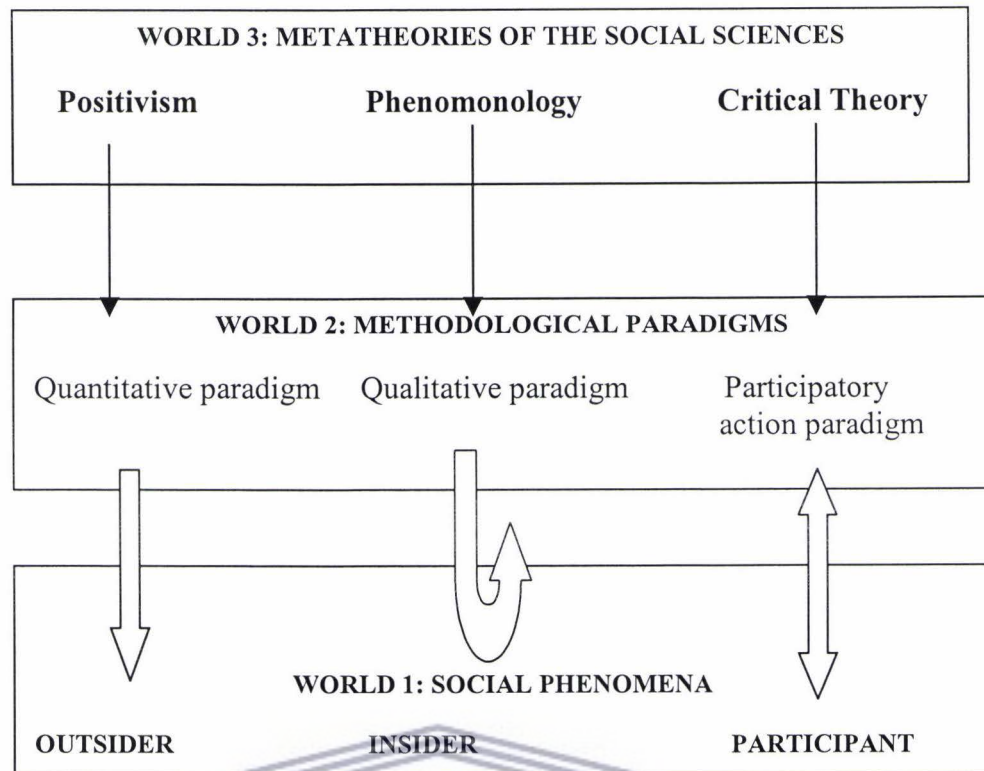 WORLD 3: METATHEORIES OF THE SOCIAL SCIENCES
Positivism Phenomonology Critical Theory
WORLD 2: METHODOLOGICAL PARADIGMS
Quantitative paradigm Qualitative paradigm Participatory
action paradigm
WORLD 1: SOCIAL PHENOMENA
OUTSIDER INSIDER PARTICIPANT